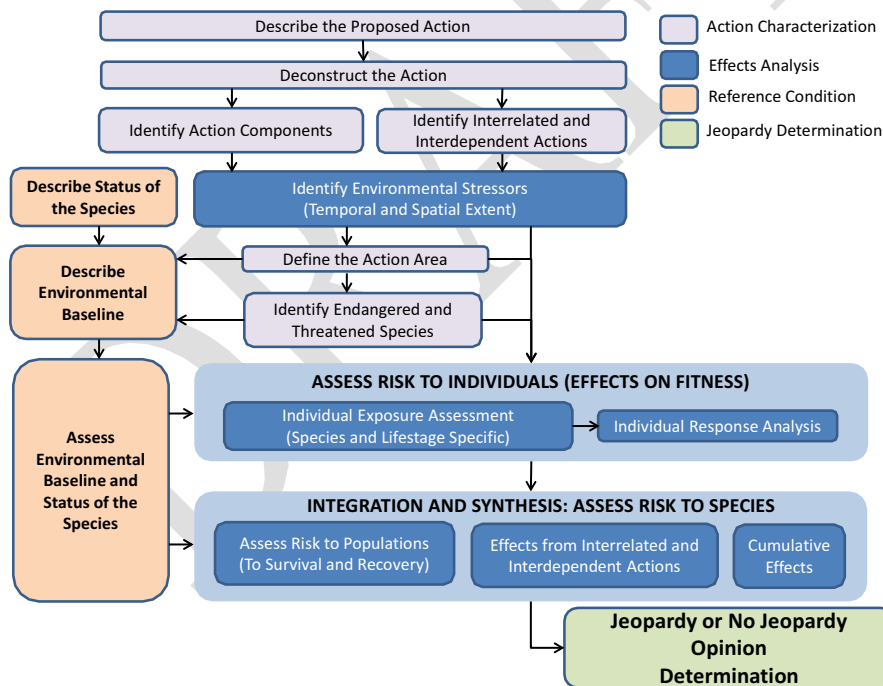 Describe the Proposed Action
Deconstruct the Action
Identify Action Components
Identify Interrelated and
Interdependent Actions
Action Characterization
Effects Analysis
Reference Condition
Jeopardy Determination
Describe Status of
the Species
Identify Environmental Stressors
(Temporal and Spatial Extent)
Describe
Environmental
Baseline
Define the Action Area
Identify Endangered and
Threatened Species
Assess
Environmental
Baseline and
Status of the
Species
ASSESS RISK TO INDIVIDUALS (EFFECTS ON FITNESS)
Individual Exposure Assessment
(Species and Lifestage Specific)
Individual Response Analysis
INTEGRATION AND SYNTHESIS: ASSESS RISK TO SPECIES
Assess Risk to Populations
(To Survival and Recovery)
Effects from Interrelated and
Interdependent Actions
Cumulative
Effects
Jeopardy or No Jeopardy
Opinion
Determination